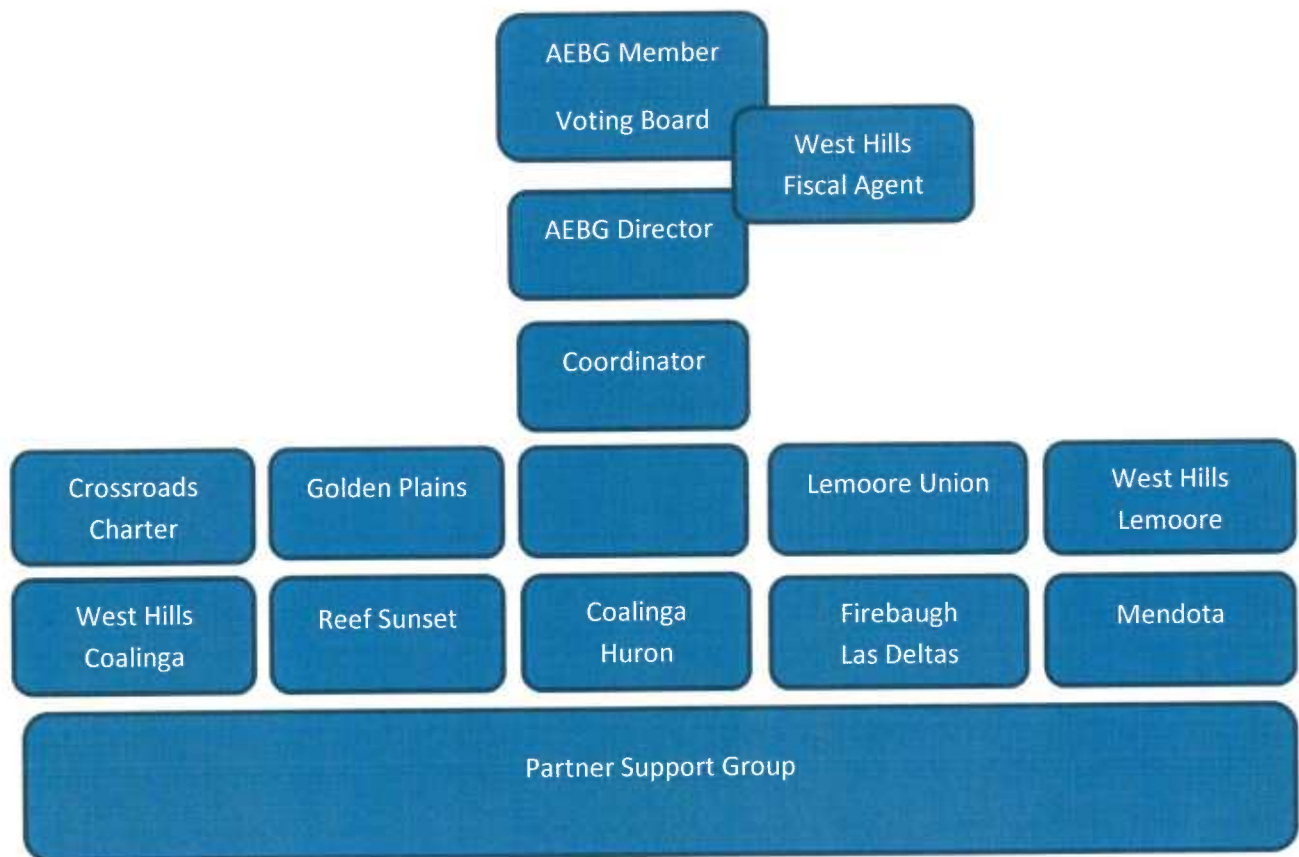 AEBG Member
Voting Board
West Hills
Fiscal Agent
AEBG Director
Coordinator
Crossroads
Charter
Golden Plains
Lemoore Union
West Hills
Lemoore
West Hills
Coalinga
Reef Sunset
Coalinga
Huron
Firebaugh
Las Deltas
Mendota
Partner Support Group